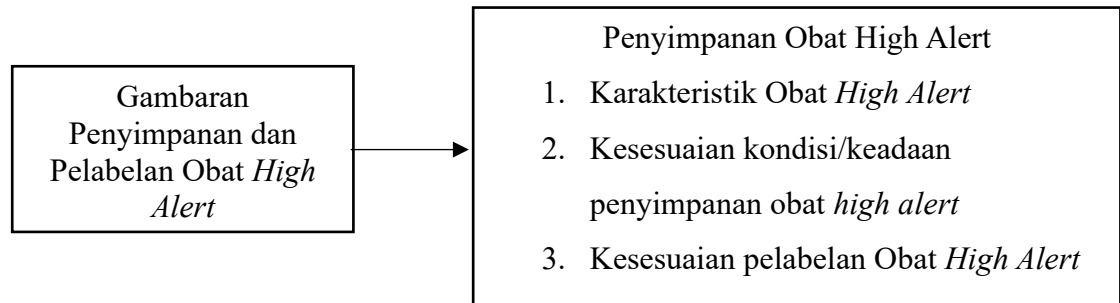 Gambaran
Penyimpanan dan
Pelabelan Obat High
Alert
Penyimpanan Obat High Alert
1. Karakteristik Obat High Alert
2. Kesesuaian kondisi/keadaan
penyimpanan obat high alert
3. Kesesuaian pelabelan Obat High Alert